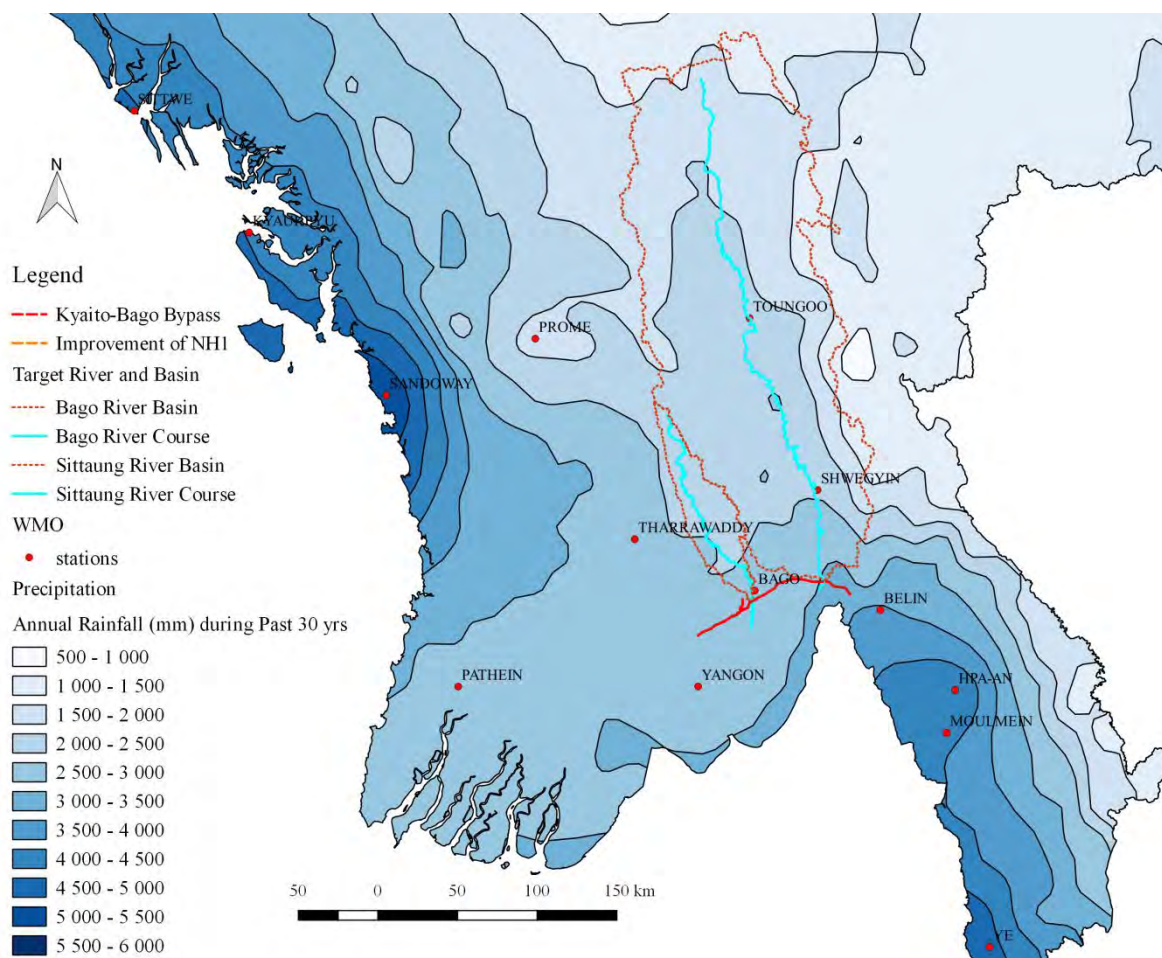 SITTWE
N
KYAUKPYU
Legend
Kyaito-Bago Bypass
Improvement of NH1
Target River and Basin
Bago River Basin
Bago River Course
Sittaung River Basin
Sittaung River Course
WMO
stations
Precipitation
Annual Rainfall (mm) during Past 30 yrs
500 - 1 000
1 000 - 1 500
1 500 - 2 000
2 000 - 2 500
2 500 - 3 000
3 000 - 3 500
3 500 - 4 000
4 000 - 4 500
4 500 - 5 000
5 000 - 5 500
5 500 - 6 000
TOUNGOO
PROME
SANDOWAY
SHWEGYIN
THARRAWADDY
BAGO
BELIN
PATHEIN
YANGON
HPA-AN
MOULMEIN
YE
50 0 50 100 150 km